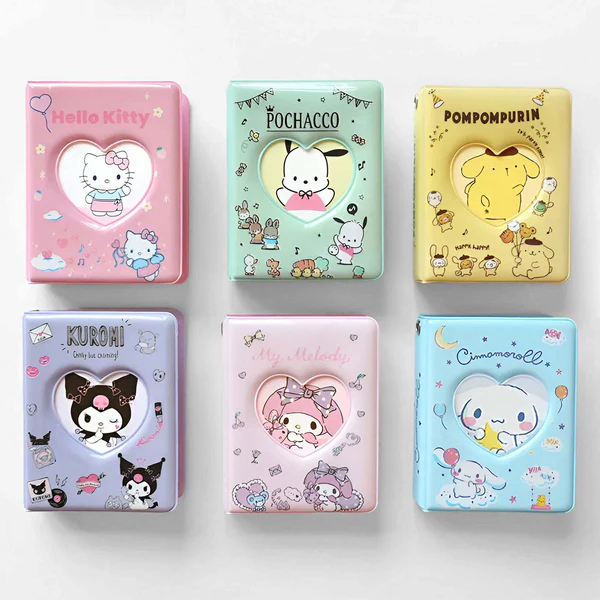 Hello Kitty
POCHACCO
POMPOMPURIN
Happy happy!
KUROMI
My Melody
Cinnamoroll